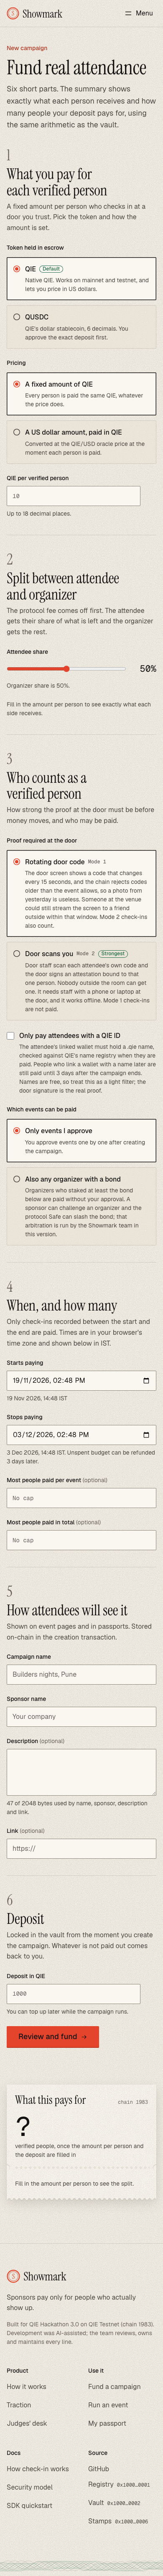 Showmark
Menu
New campaign
Fund real attendance
Six short parts. The summary shows
exactly what each person receives and how
many people your deposit pays for, using
the same arithmetic as the vault.
1
What you pay for
each verified person
A fixed amount per person who checks in at a
door you trust. Pick the token and how the
amount is set.
Token held in escrow
QIE Default
Native QIE. Works on mainnet and testnet, and
lets you price in US dollars.
QUSDC
QIE's dollar stablecoin, 6 decimals. You
approve the exact deposit first.
Pricing
A fixed amount of QIE
Every person is paid the same QIE, whatever
the price does.
A US dollar amount, paid in QIE
Converted at the QIE/USD oracle price at the
moment each person is paid.
QIE per verified person
10
Up to 18 decimal places.
2
Split between attendee
and organizer
The protocol fee comes off first. The attendee
gets their share of what is left and the organizer
gets the rest.
Attendee share
50%
Organizer share is 50%.
Fill in the amount per person to see exactly what each
side receives.
3
Who counts as a
verified person
How strong the proof at the door must be before
money moves, and who may be paid.
Proof required at the door
Rotating door code Mode 1
The door screen shows a code that changes
every 15 seconds, and the chain rejects codes
older than the event allows, so a photo from
yesterday is useless. Someone at the venue
could still stream the screen to a friend
outside within that window. Mode 2 check-ins
also count.
Door scans you Mode 2 Strongest
Door staff scan each attendee's own code and
the door signs an attestation bound to that
person. Nobody outside the room can get
one. It needs staff with a phone or laptop at
the door, and it works offline. Mode 1 check-ins
are not paid.
Only pay attendees with a QIE ID
The attendee's linked wallet must hold a .qie name,
checked against QIE's name registry when they are
paid. People who link a wallet with a name later are
still paid until 3 days after the campaign ends.
Names are free, so treat this as a light filter; the
door signature is the real proof.
Which events can be paid
Only events I approve
You approve events one by one after creating
the campaign.
Also any organizer with a bond
Organizers who staked at least the bond
below are paid without your approval. A
sponsor can challenge an organizer and the
protocol Safe can slash the bond; that
arbitration is run by the Showmark team in
this version.
4
When, and how many
Only check-ins recorded between the start and
the end are paid. Times are in your browser's
time zone and shown below in IST.
Starts paying
19/11/2026, 02:48 PM
19 Nov 2026, 14:48 IST
Stops paying
03/12/2026, 02:48 PM
3 Dec 2026, 14:48 IST. Unspent budget can be refunded
3 days later.
Most people paid per event (optional)
No cap
Most people paid in total (optional)
No cap
5
How attendees will see it
Shown on event pages and in passports. Stored
on-chain in the creation transaction.
Campaign name
Builders nights, Pune
Sponsor name
Your company
Description (optional)
47 of 2048 bytes used by name, sponsor, description
and link.
Link (optional)
https://
6
Deposit
Locked in the vault from the moment you create
the campaign. Whatever is not paid out comes
back to you.
Deposit in QIE
1000
You can top up later while the campaign runs.
Review and fund →
What this pays for
chain 1983
?
verified people, once the amount per person and
the deposit are filled in
Fill in the amount per person to see the split.
Showmark
Sponsors pay only for people who actually
show up.
Built for QIE Hackathon 3.0 on QIE Testnet (chain 1983).
Development was AI-assisted; the team reviews, owns
and maintains every line.
Product
Use it
How it works
Fund a campaign
Traction
Run an event
Judges' desk
My passport
Docs
Source
How check-in works
GitHub
Security model
Registry 0x1000…0001
SDK quickstart
Vault 0x1000…0002
Stamps 0x1000…0006